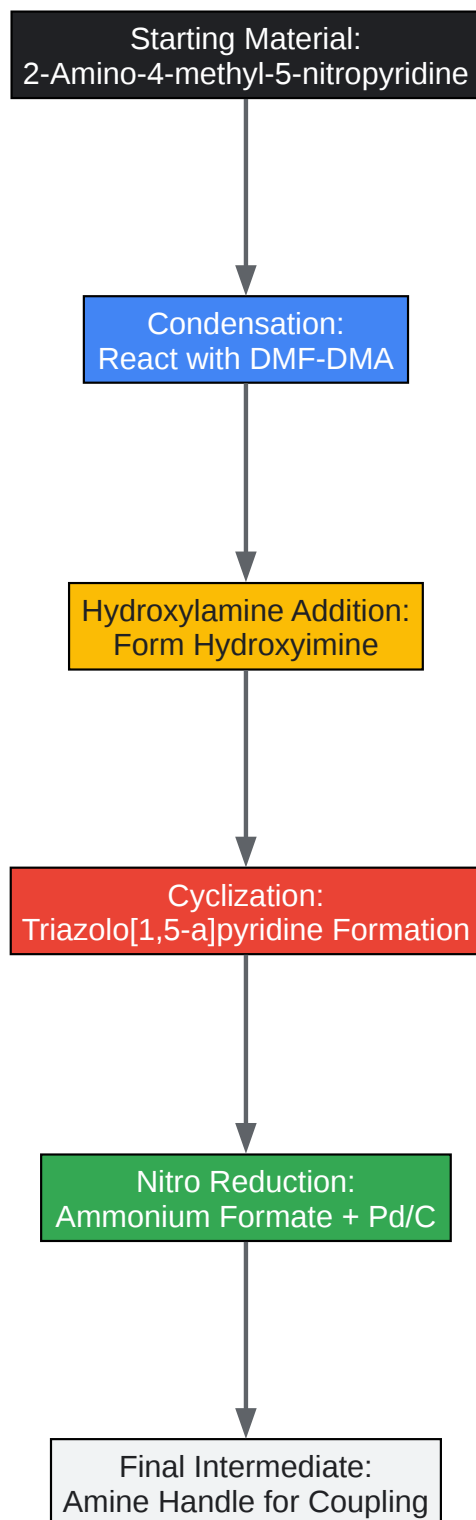 Starting Material:
2-Amino-4-methyl-5-nitropyridine
Condensation:
React with DMF-DMA
Hydroxylamine Addition:
Form Hydroxyimine
Cyclization:
Triazolo[1,5-a]pyridine Formation
Nitro Reduction:
Ammonium Formate + Pd/C
Final Intermediate:
Amine Handle for Coupling